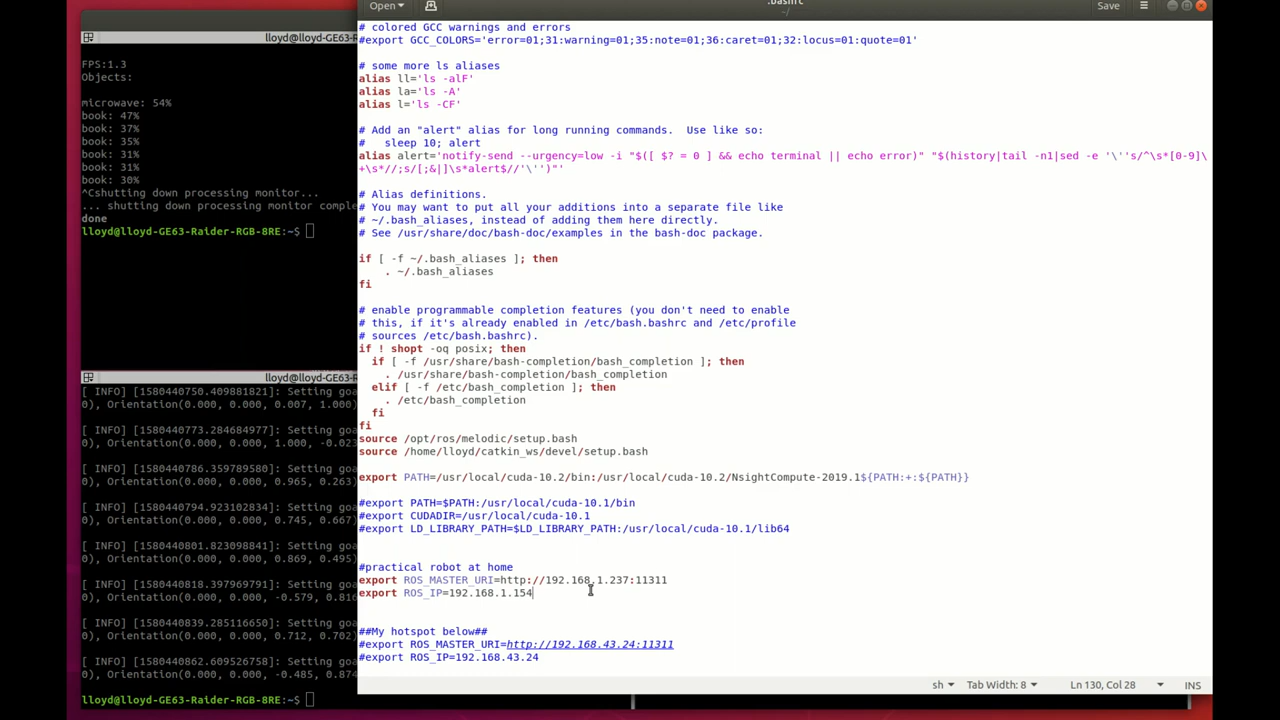 Open
.bashrc
~/
Save
lloyd@lloyd-GE63-R
FPS:1.3
Objects:
microwave: 54%
book: 47%
book: 37%
book: 35%
book: 31%
book: 31%
book: 30%
^Cshutting down processing monitor...
... shutting down processing monitor comple
done
lloyd@lloyd-GE63-Raider-RGB-8RE:~$
lloyd@lloyd-GE63-R
[ INFO] [1580440750.409881821]: Setting goa
0), Orientation(0.000, 0.000, 0.007, 1.000)
[ INFO] [1580440773.284684977]: Setting goa
0), Orientation(0.000, 0.000, 1.000, -0.023
[ INFO] [1580440786.359789580]: Setting goa
0), Orientation(0.000, 0.000, 0.965, 0.263)
[ INFO] [1580440794.923102834]: Setting goa
0), Orientation(0.000, 0.000, 0.745, 0.667)
[ INFO] [1580440801.823098841]: Setting goa
0), Orientation(0.000, 0.000, 0.869, 0.495)
[ INFO] [1580440818.397969791]: Setting goa
0), Orientation(0.000, 0.000, -0.579, 0.816
[ INFO] [1580440839.285116650]: Setting goa
0), Orientation(0.000, 0.000, 0.712, 0.702)
[ INFO] [1580440862.609526758]: Setting goa
0), Orientation(0.000, 0.000, -0.485, 0.874
lloyd@lloyd-GE63-Raider-RGB-8RE:~$
# colored GCC warnings and errors
#export GCC_COLORS='error=01;31:warning=01;35:note=01;36:caret=01;32:locus=01:quote=01'
# some more ls aliases
alias ll='ls -alF'
alias la='ls -A'
alias l='ls -CF'
# Add an "alert" alias for long running commands.  Use like so:
#   sleep 10; alert
alias alert='notify-send --urgency=low -i "$([ $? = 0 ] && echo terminal || echo error)" "$(history|tail -n1|sed -e '\''s/^\s*[0-9]\
+\s*//;s/[;&|]\s*alert$//'\'')"'
# Alias definitions.
# You may want to put all your additions into a separate file like
# ~/.bash_aliases, instead of adding them here directly.
# See /usr/share/doc/bash-doc/examples in the bash-doc package.
if [ -f ~/.bash_aliases ]; then
    . ~/.bash_aliases
fi
# enable programmable completion features (you don't need to enable
# this, if it's already enabled in /etc/bash.bashrc and /etc/profile
# sources /etc/bash.bashrc).
if ! shopt -oq posix; then
  if [ -f /usr/share/bash-completion/bash_completion ]; then
    . /usr/share/bash-completion/bash_completion
  elif [ -f /etc/bash_completion ]; then
    . /etc/bash_completion
  fi
fi
source /opt/ros/melodic/setup.bash
source /home/lloyd/catkin_ws/devel/setup.bash
export PATH=/usr/local/cuda-10.2/bin:/usr/local/cuda-10.2/NsightCompute-2019.1${PATH:+:${PATH}}
#export PATH=$PATH:/usr/local/cuda-10.1/bin
#export CUDADIR=/usr/local/cuda-10.1
#export LD_LIBRARY_PATH=$LD_LIBRARY_PATH:/usr/local/cuda-10.1/lib64
#practical robot at home
export ROS_MASTER_URI=http://192.168.1.237:11311
export ROS_IP=192.168.1.154
##My hotspot below##
#export ROS_MASTER_URI=http://192.168.43.24:11311
#export ROS_IP=192.168.43.24
sh
Tab Width: 8
Ln 130, Col 28
INS